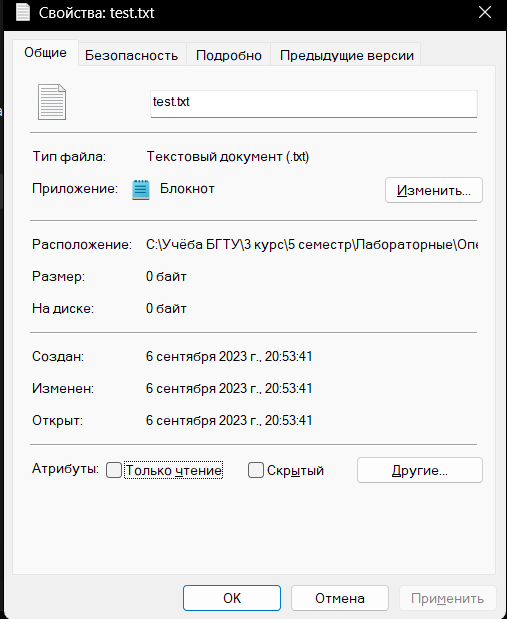 Свойства: test.txt
Общие Безопасность Подробно Предыдущие версии
test.txt
Тип файла: Текстовый документ (.txt)
Приложение: Блокнот Изменить...
Расположение: C:\Учёба БГТУ\3 курс\5 семестр\Лабораторные\Опе
Размер: 0 байт
На диске: 0 байт
Создан: 6 сентября 2023 г., 20:53:41
Изменен: 6 сентября 2023 г., 20:53:41
Открыт: 6 сентября 2023 г., 20:53:41
Атрибуты: Только чтение Скрытый Другие...
ОК Отмена Применить